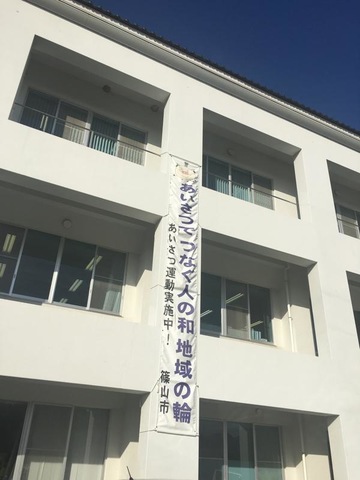 あいさつでつなぐ人の和 地域の輪
あいさつ運動実施中! 篠山市